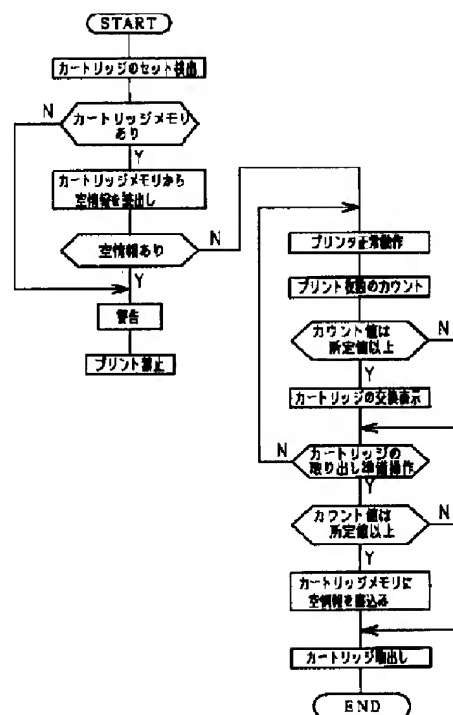 START
カートリッジのセット検出
N
カートリッジメモリ
あり
Y
カートリッジメモリから
空情報を読出し
空情報あり
N
Y
警告
プリント禁止
プリンタ正常動作
プリント枚数のカウント
カウント値は
所定値以上
N
Y
カートリッジの交換表示
N
カートリッジの
取り出し準備操作
Y
カウント値は
所定値以上
N
Y
カートリッジメモリに
空情報を書込み
カートリッジ取出し
END